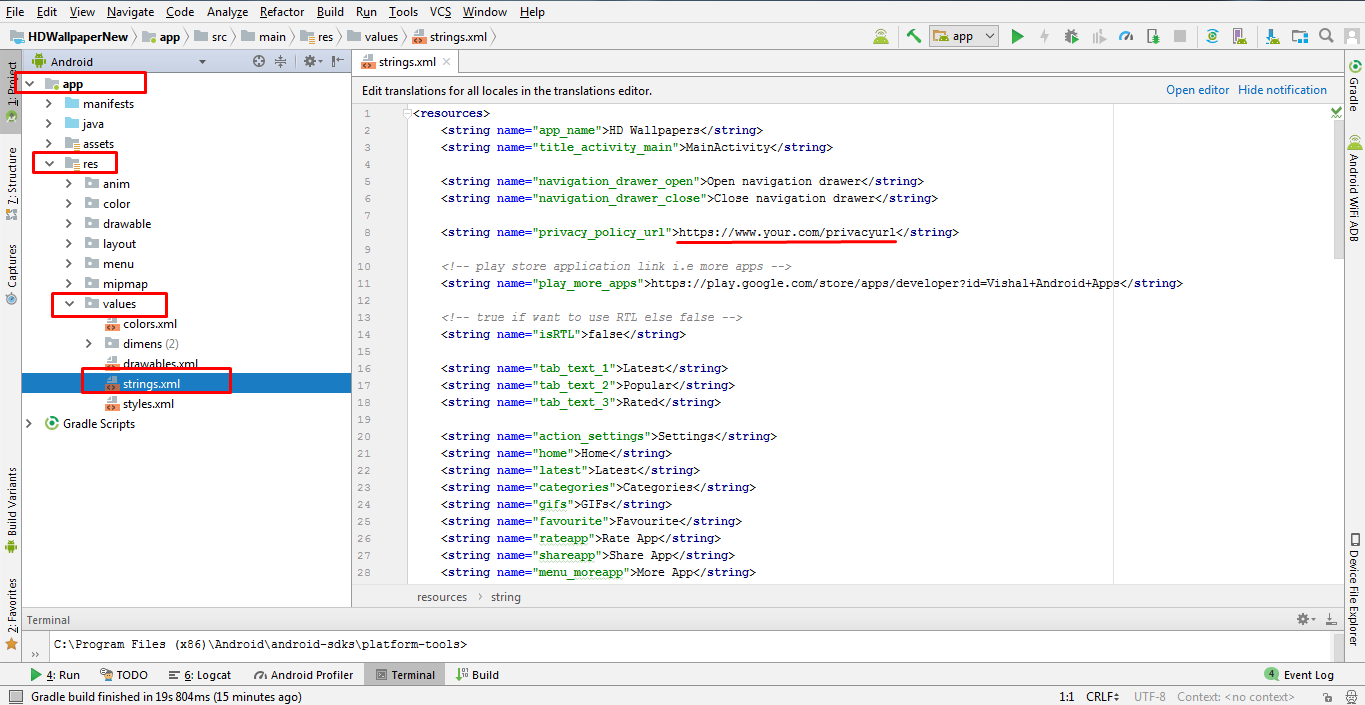 File Edit View Navigate Code Analyze Refactor Build Run Tools VCS Window Help
HDWallpaperNew app src main res values strings.xml app
1: Project
7: Structure
Captures
Build Variants
2: Favorites
Android
app
manifests
java
assets
res
anim
color
drawable
layout
menu
mipmap
values
colors.xml
dimens (2)
drawables.xml
strings.xml
styles.xml
Gradle Scripts
strings.xml
Edit translations for all locales in the translations editor. Open editor Hide notification
1 <resources>
2 <string name="app_name">HD Wallpapers</string>
3 <string name="title_activity_main">MainActivity</string>
4
5 <string name="navigation_drawer_open">Open navigation drawer</string>
6 <string name="navigation_drawer_close">Close navigation drawer</string>
7
8 <string name="privacy_policy_url">https://www.your.com/privacyurl</string>
9
10 <!-- play store application link i.e more apps -->
11 <string name="play_more_apps">https://play.google.com/store/apps/developer?id=Vishal+Android+Apps</string>
12
13 <!-- true if want to use RTL else false -->
14 <string name="isRTL">false</string>
15
16 <string name="tab_text_1">Latest</string>
17 <string name="tab_text_2">Popular</string>
18 <string name="tab_text_3">Rated</string>
19
20 <string name="action_settings">Settings</string>
21 <string name="home">Home</string>
22 <string name="latest">Latest</string>
23 <string name="categories">Categories</string>
24 <string name="gifs">GIFs</string>
25 <string name="favourite">Favourite</string>
26 <string name="rateapp">Rate App</string>
27 <string name="shareapp">Share App</string>
28 <string name="menu_moreapp">More App</string>
resources › string
Gradle
Android WiFi ADB
Device File Explorer
Terminal
C:\Program Files (x86)\Android\android-sdks\platform-tools>
4: Run TODO 6: Logcat Android Profiler Terminal Build 4 Event Log
Gradle build finished in 19s 804ms (15 minutes ago) 1:1 CRLF UTF-8 Context: <no context>